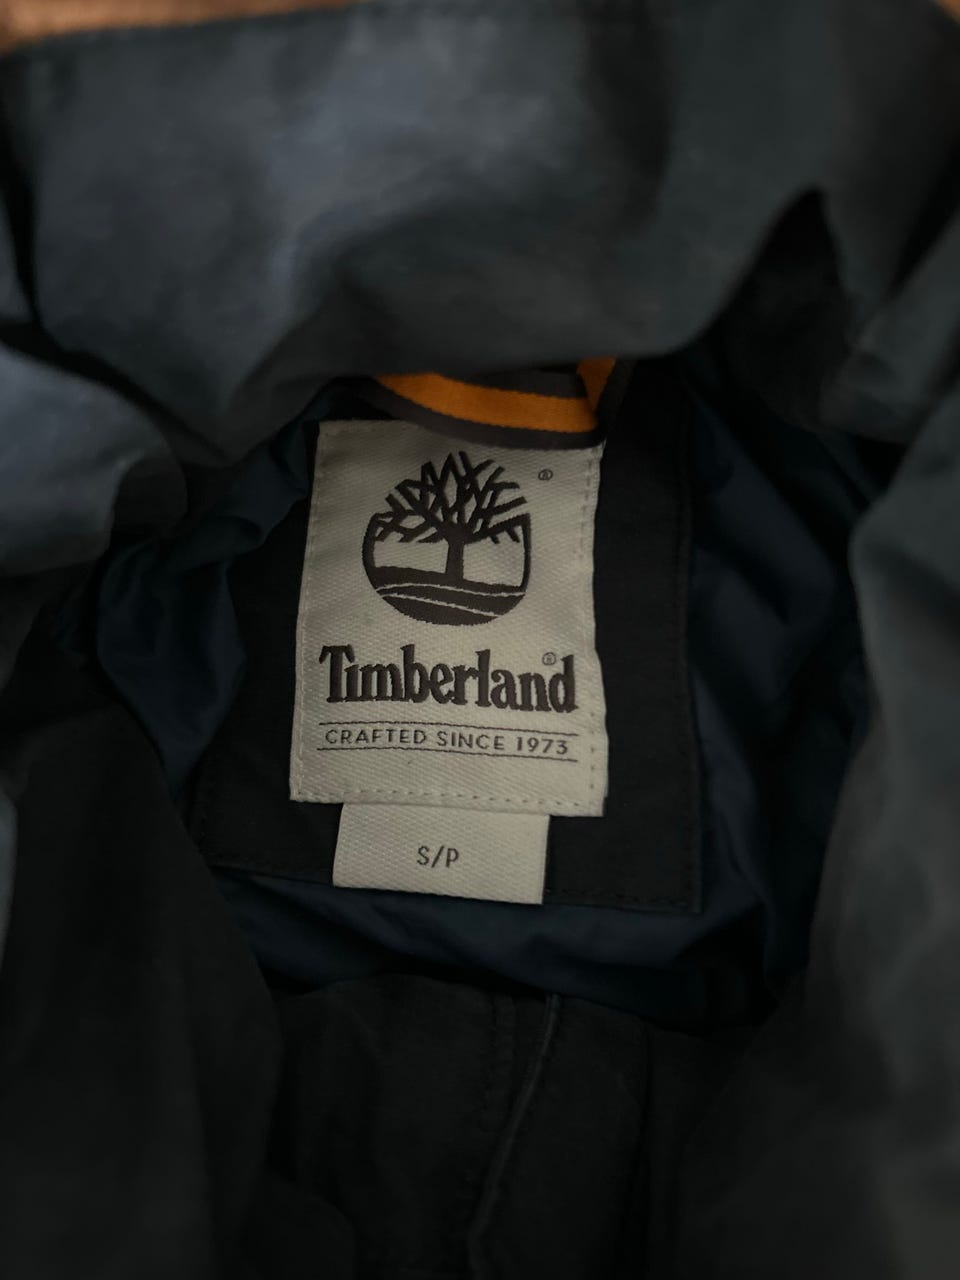 ®
Timberland®
CRAFTED SINCE 1973
S/P